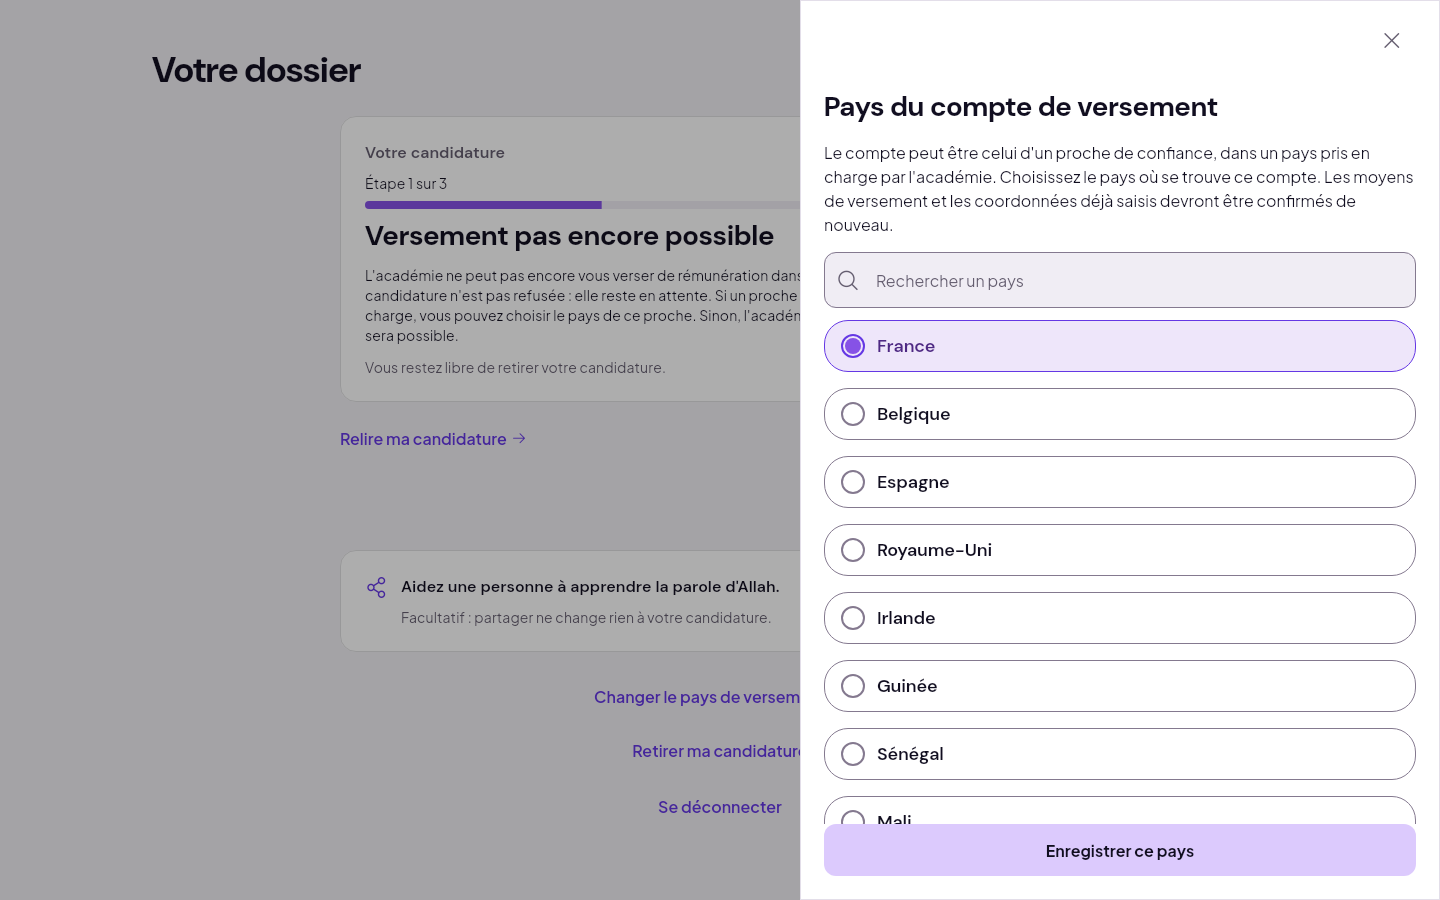 Votre dossier
Votre candidature
Étape 1 sur 3
Versement pas encore possible
L'académie ne peut pas encore vous verser de rémunération dans
candidature n'est pas refusée : elle reste en attente. Si un proche
charge, vous pouvez choisir le pays de ce proche. Sinon, l'académ
sera possible.
Vous restez libre de retirer votre candidature.
Relire ma candidature
Aidez une personne à apprendre la parole d'Allah.
Facultatif : partager ne change rien à votre candidature.
Changer le pays de versem
Retirer ma candidature
Se déconnecter
Pays du compte de versement
Le compte peut être celui d'un proche de confiance, dans un pays pris en
charge par l'académie. Choisissez le pays où se trouve ce compte. Les moyens
de versement et les coordonnées déjà saisis devront être confirmés de
nouveau.
Rechercher un pays
France
Belgique
Espagne
Royaume-Uni
Irlande
Guinée
Sénégal
Mali
Enregistrer ce pays